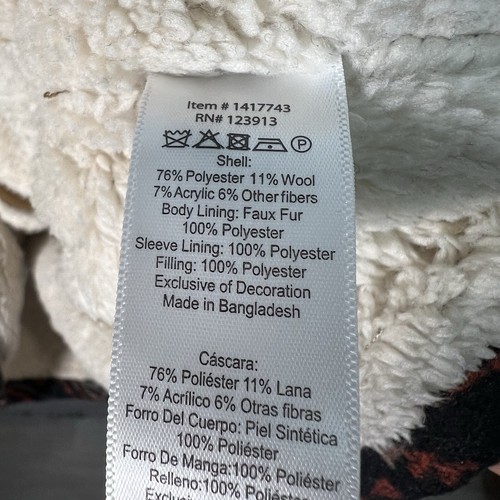 Item # 1417743
RN# 123913
P
Shell:
76% Polyester 11% Wool
7% Acrylic 6% Other fibers
Body Lining: Faux Fur
100% Polyester
Sleeve Lining: 100% Polyester
Filling: 100% Polyester
Exclusive of Decoration
Made in Bangladesh
Cáscara:
76% Poliéster 11% Lana
7% Acrílico 6% Otras fibras
Forro Del Cuerpo: Piel Sintética
100% Poliéster
Forro De Manga:100% Poliéster
Relleno:100% Poliéster